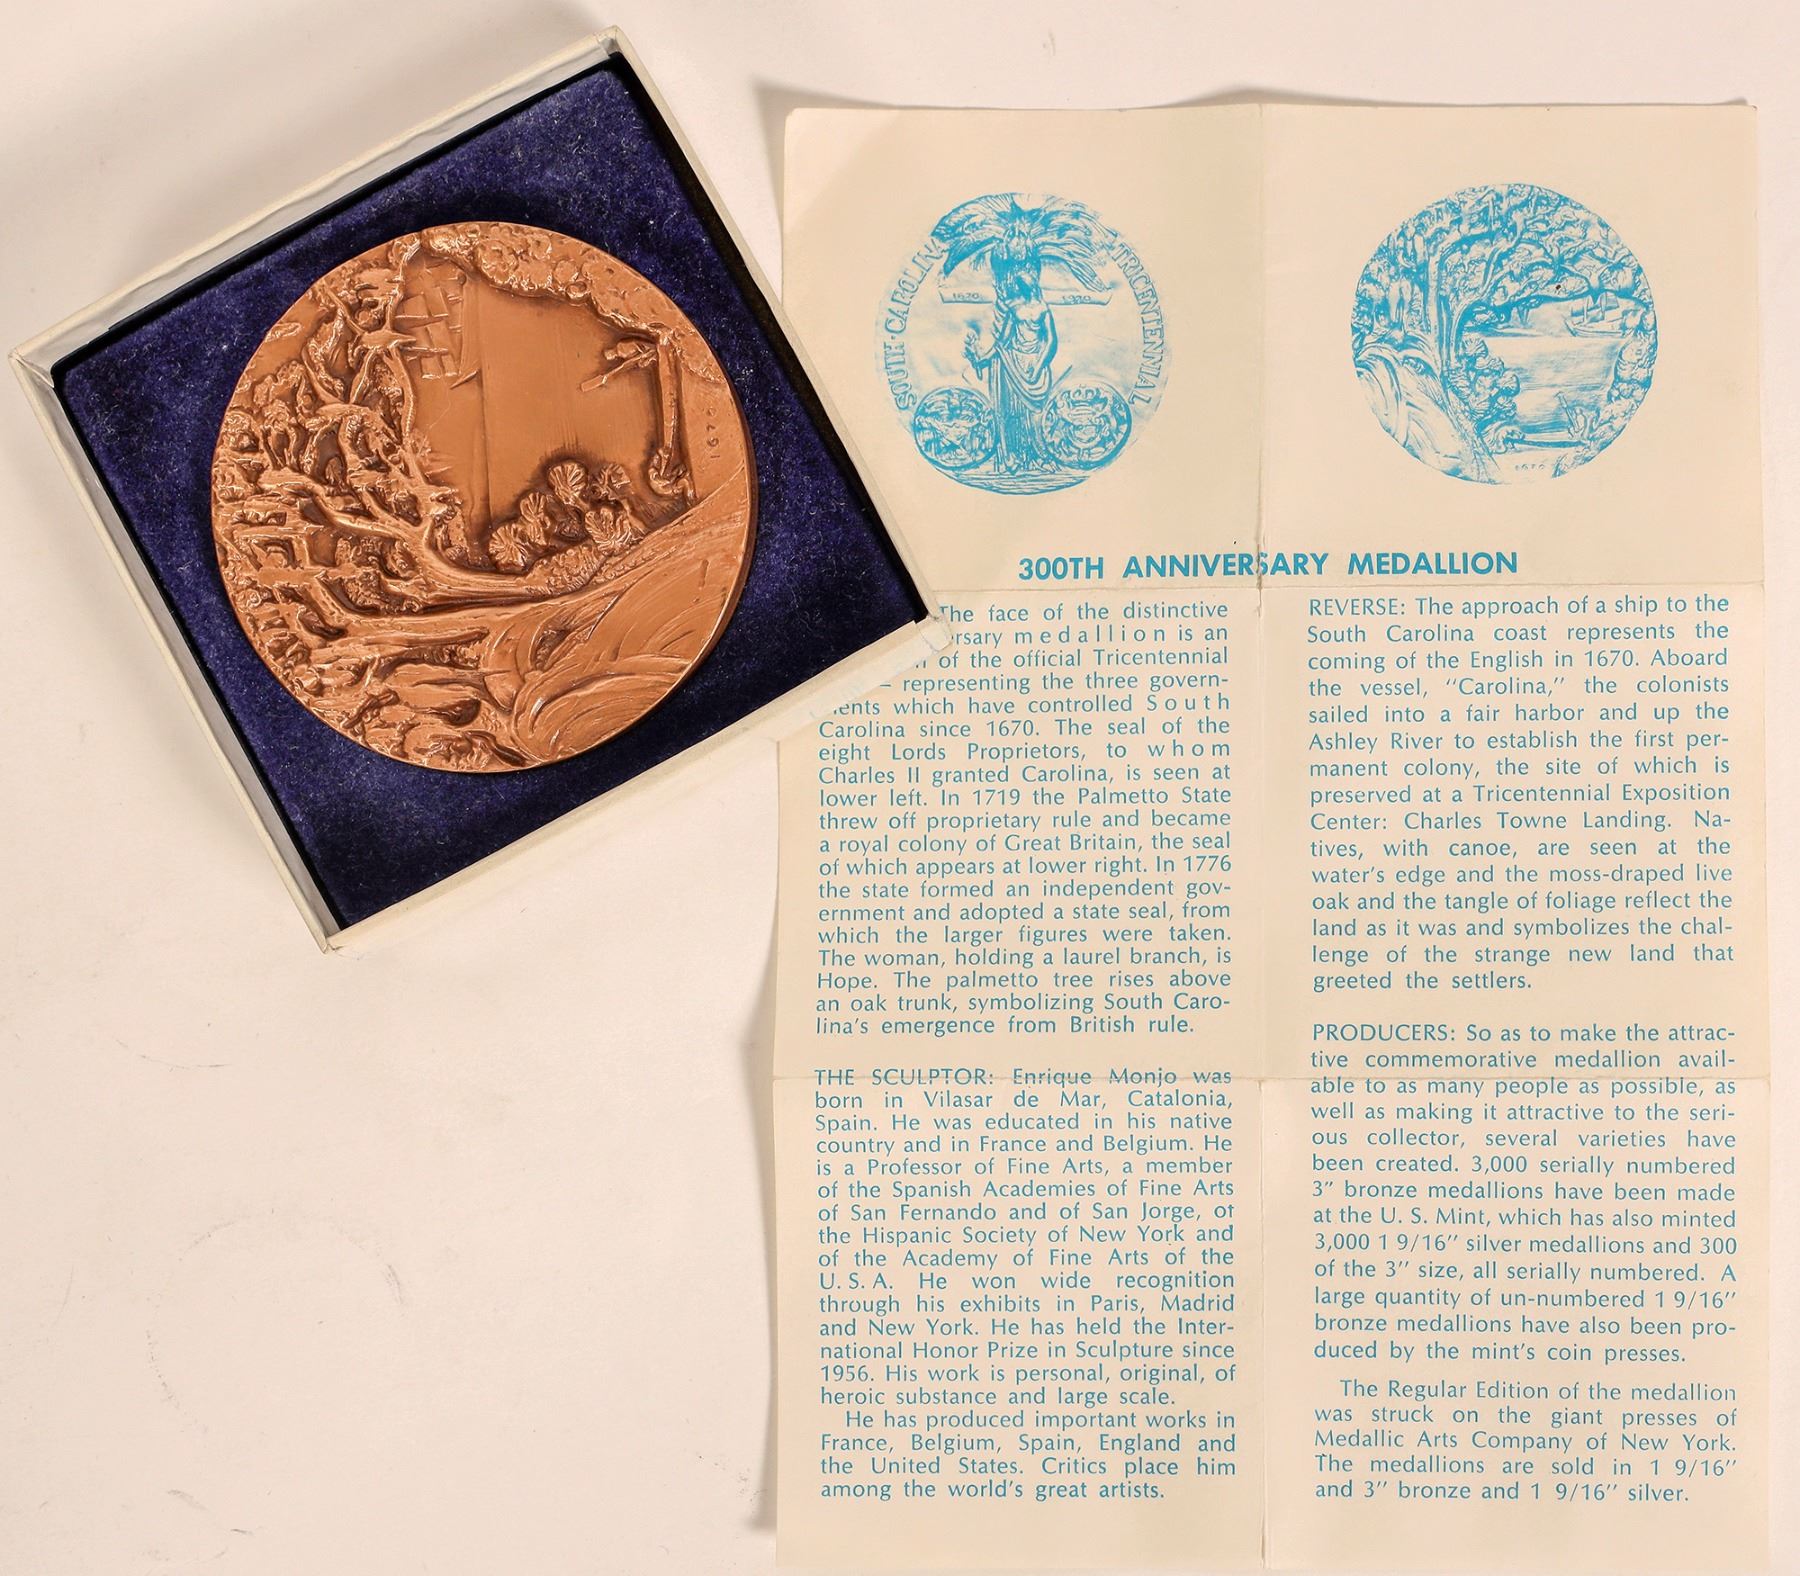 1670
SOUTH·CAROLINA TRICENTENNIAL
1670 1970
1670
300TH ANNIVERSARY MEDALLION
The face of the distinctive
medallion is an
of the official Tricentennial
– representing the three govern-
ments which have controlled South
Carolina since 1670. The seal of the
eight Lords Proprietors, to whom
Charles II granted Carolina, is seen at
lower left. In 1719 the Palmetto State
threw off proprietary rule and became
a royal colony of Great Britain, the seal
of which appears at lower right. In 1776
the state formed an independent gov-
ernment and adopted a state seal, from
which the larger figures were taken.
The woman, holding a laurel branch, is
Hope. The palmetto tree rises above
an oak trunk, symbolizing South Caro-
lina's emergence from British rule.
THE SCULPTOR: Enrique Monjo was
born in Vilasar de Mar, Catalonia,
Spain. He was educated in his native
country and in France and Belgium. He
is a Professor of Fine Arts, a member
of the Spanish Academies of Fine Arts
of San Fernando and of San Jorge, of
the Hispanic Society of New York and
of the Academy of Fine Arts of the
U. S. A. He won wide recognition
through his exhibits in Paris, Madrid
and New York. He has held the Inter-
national Honor Prize in Sculpture since
1956. His work is personal, original, of
heroic substance and large scale.
He has produced important works in
France, Belgium, Spain, England and
the United States. Critics place him
among the world's great artists.
REVERSE: The approach of a ship to the
South Carolina coast represents the
coming of the English in 1670. Aboard
the vessel, "Carolina," the colonists
sailed into a fair harbor and up the
Ashley River to establish the first per-
manent colony, the site of which is
preserved at a Tricentennial Exposition
Center: Charles Towne Landing. Na-
tives, with canoe, are seen at the
water's edge and the moss-draped live
oak and the tangle of foliage reflect the
land as it was and symbolizes the chal-
lenge of the strange new land that
greeted the settlers.
PRODUCERS: So as to make the attrac-
tive commemorative medallion avail-
able to as many people as possible, as
well as making it attractive to the seri-
ous collector, several varieties have
been created. 3,000 serially numbered
3" bronze medallions have been made
at the U. S. Mint, which has also minted
3,000 1 9/16" silver medallions and 300
of the 3" size, all serially numbered. A
large quantity of un-numbered 1 9/16"
bronze medallions have also been pro-
duced by the mint's coin presses.
The Regular Edition of the medallion
was struck on the giant presses of
Medallic Arts Company of New York.
The medallions are sold in 1 9/16"
and 3" bronze and 1 9/16" silver.